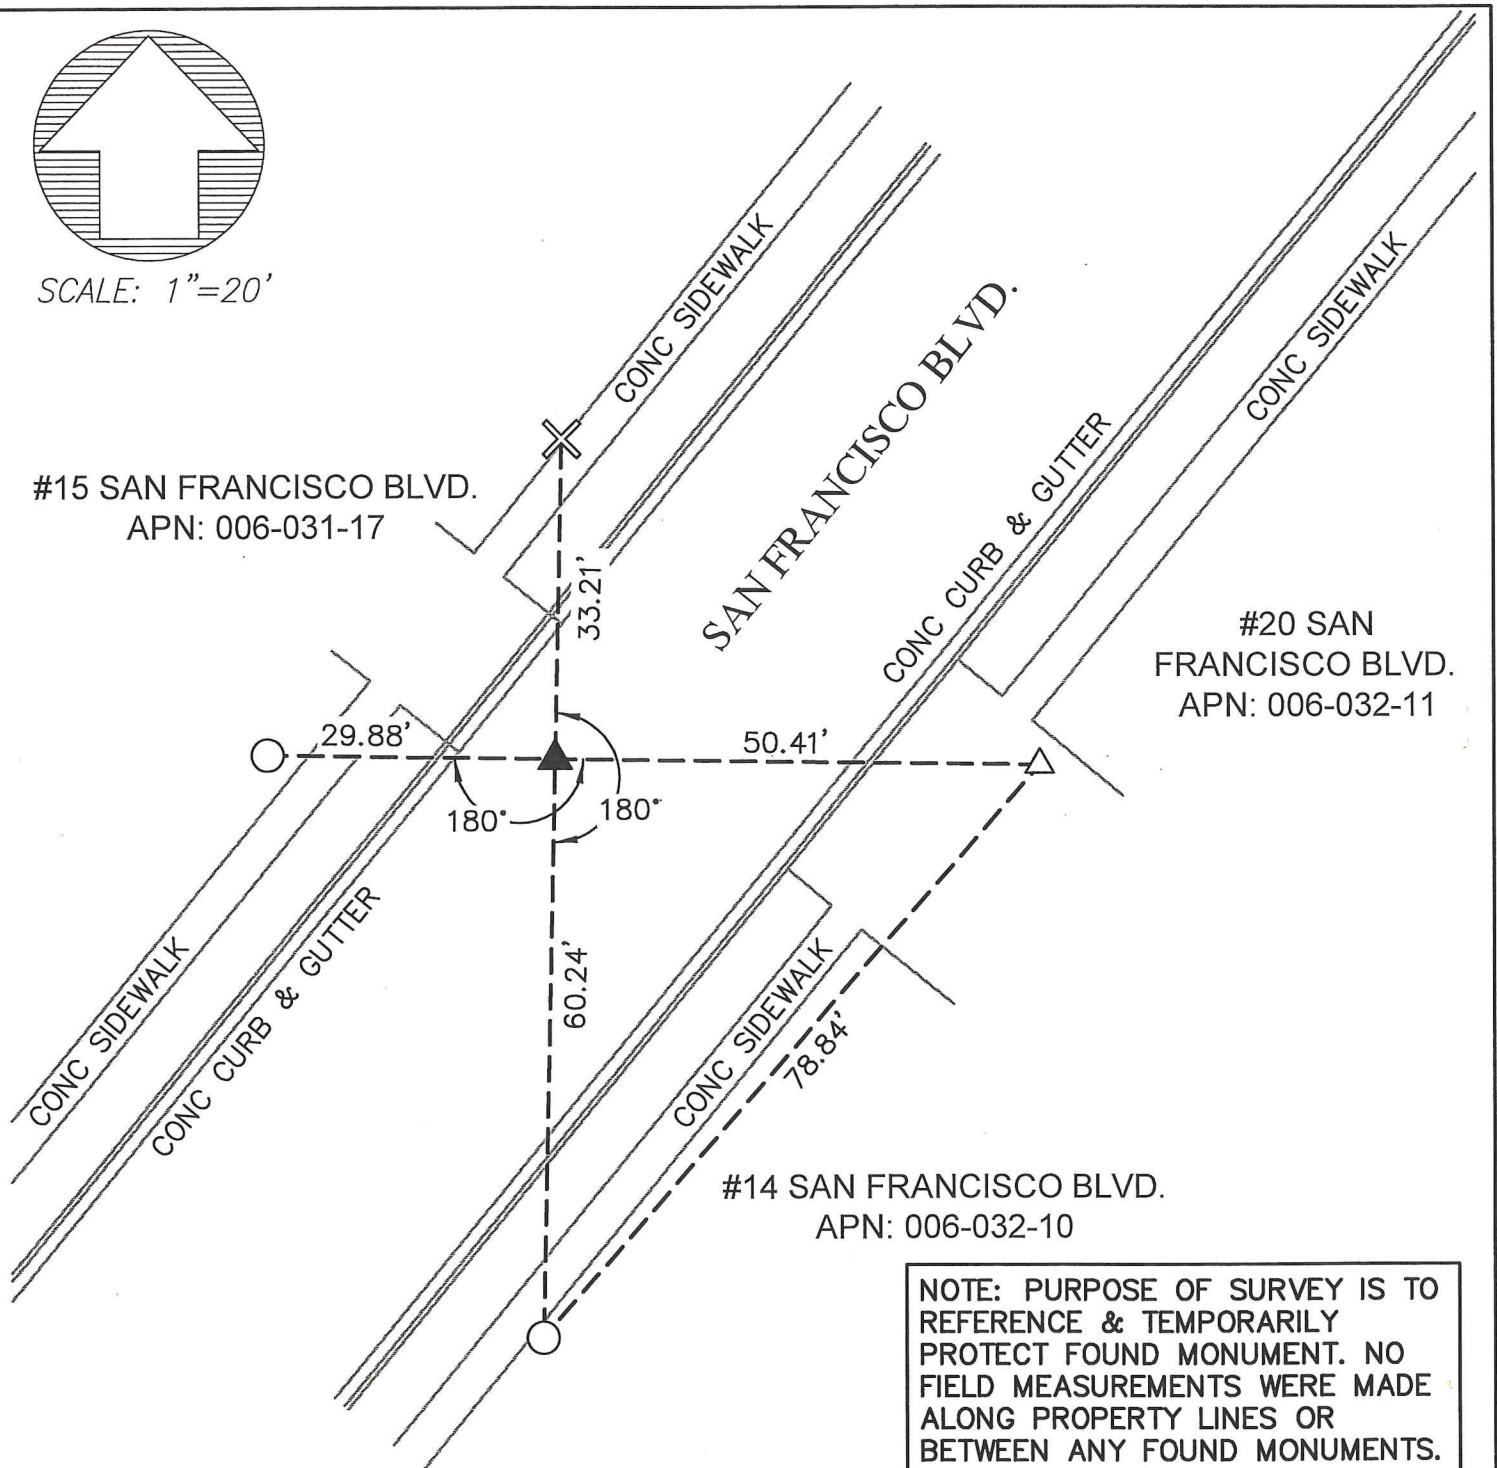 SCALE: 1"=20'
CONC SIDEWALK
SAN FRANCISCO BLVD.
CONC SIDEWALK
#15 SAN FRANCISCO BLVD.
APN: 006-031-17
33.21'
CONC CURB & GUTTER
#20 SAN
FRANCISCO BLVD.
APN: 006-032-11
29.88'
50.41'
180°
180°
60.24'
CONC SIDEWALK
CONC CURB & GUTTER
CONC SIDEWALK
78.84'
#14 SAN FRANCISCO BLVD.
APN: 006-032-10
NOTE: PURPOSE OF SURVEY IS TO
REFERENCE & TEMPORARILY
PROTECT FOUND MONUMENT. NO
FIELD MEASUREMENTS WERE MADE
ALONG PROPERTY LINES OR
BETWEEN ANY FOUND MONUMENTS.